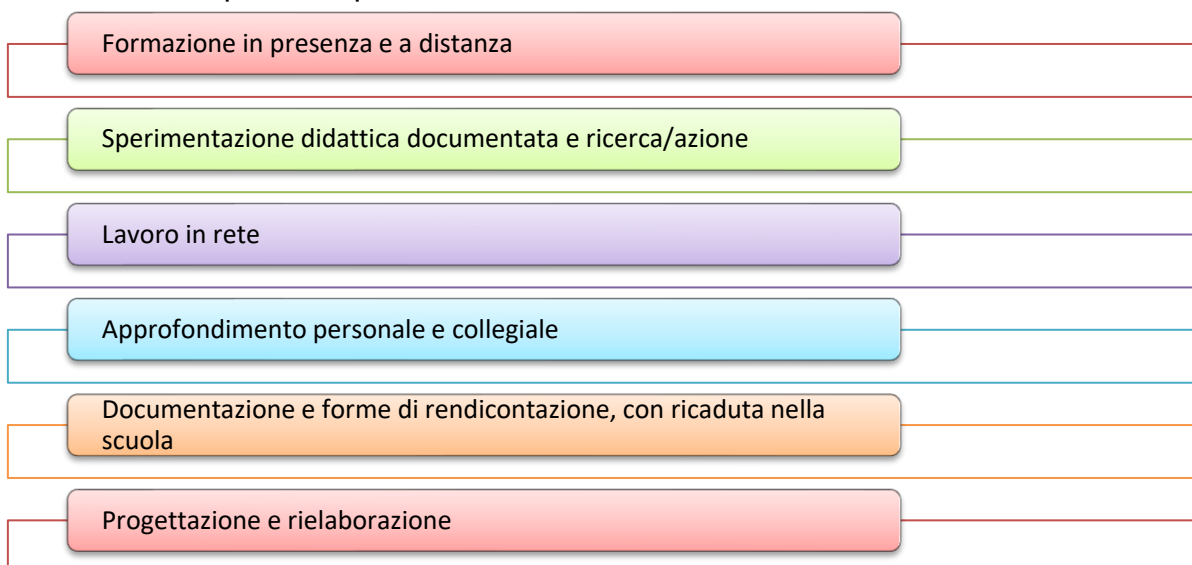 Formazione in presenza e a distanza
Sperimentazione didattica documentata e ricerca/azione
Lavoro in rete
Approfondimento personale e collegiale
Documentazione e forme di rendicontazione, con ricaduta nella
scuola
Progettazione e rielaborazione